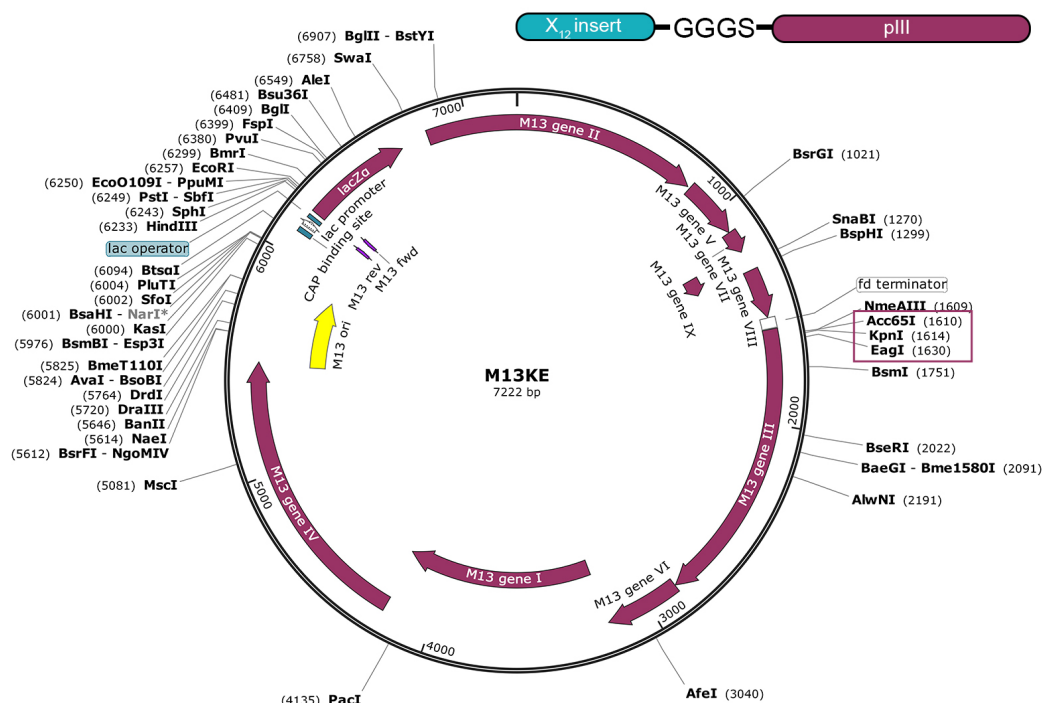 X12 insert
GGGS
pIII
(6907) BglII - BstYI
(6758) SwaI
(6549) AleI
(6481) Bsu36I
(6409) BglI
(6399) FspI
(6380) PvuI
(6299) BmrI
(6257) EcoRI
(6250) EcoO109I - PpuMI
(6249) PstI - SbfI
(6243) SphI
(6233) HindIII
lac operator
(6094) BtsαI
(6004) PluTI
(6002) SfoI
(6001) BsaHI - NarI*
(6000) KasI
(5976) BsmBI - Esp3I
(5825) BmeT110I
(5824) AvaI - BsoBI
(5764) DrdI
(5720) DraIII
(5646) BanII
(5614) NaeI
(5612) BsrFI - NgoMIV
(5081) MscI
(4135) PacI
BsrGI (1021)
SnaBI (1270)
BspHI (1299)
fd terminator
NmeAIII (1609)
Acc65I (1610)
KpnI (1614)
EagI (1630)
BsmI (1751)
BseRI (2022)
BaeGI - Bme1580I (2091)
AlwNI (2191)
AfeI (3040)
M13KE
7222 bp
1000
2000
3000
4000
5000
6000
7000
M13 gene II
M13 gene V
M13 gene VII
M13 gene IX
M13 gene VIII
M13 gene III
M13 gene VI
M13 gene I
M13 gene IV
M13 ori
lacZα
lac promoter
CAP binding site
M13 rev
M13 fwd